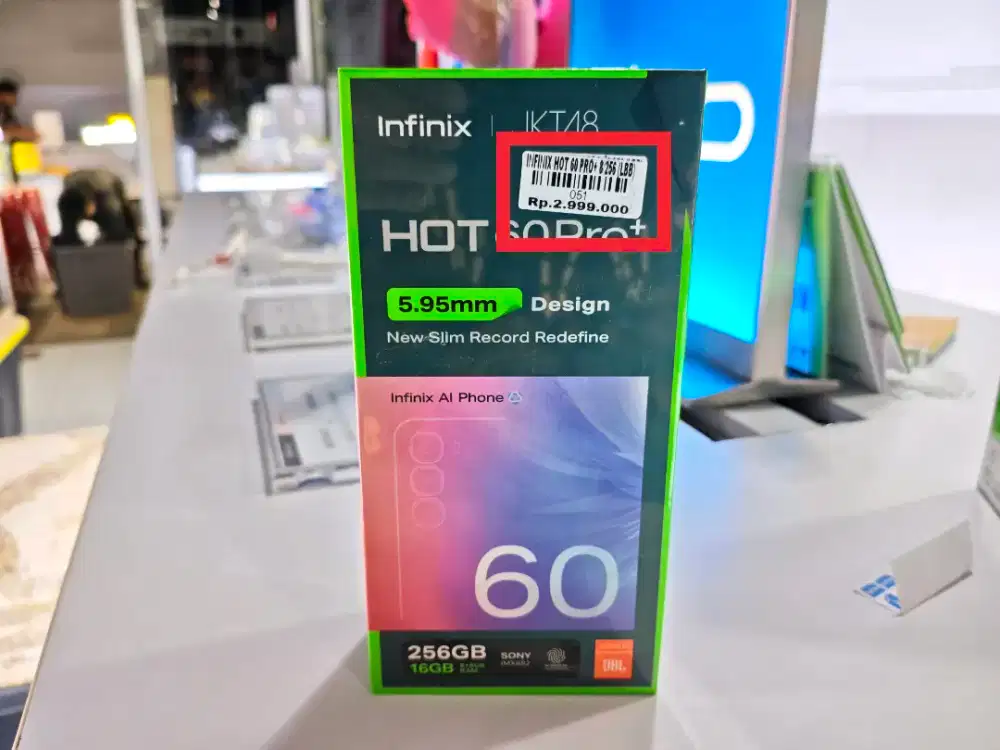 Infinix | JKT48
INFINIX HOT 60 PRO+ 8/256 (LBB)
051
Rp.2.999.000
HOT 60 Pro+
5.95mm Design
New Slim Record Redefine
Infinix AI Phone
60
256GB
16GB
SONY
JBL